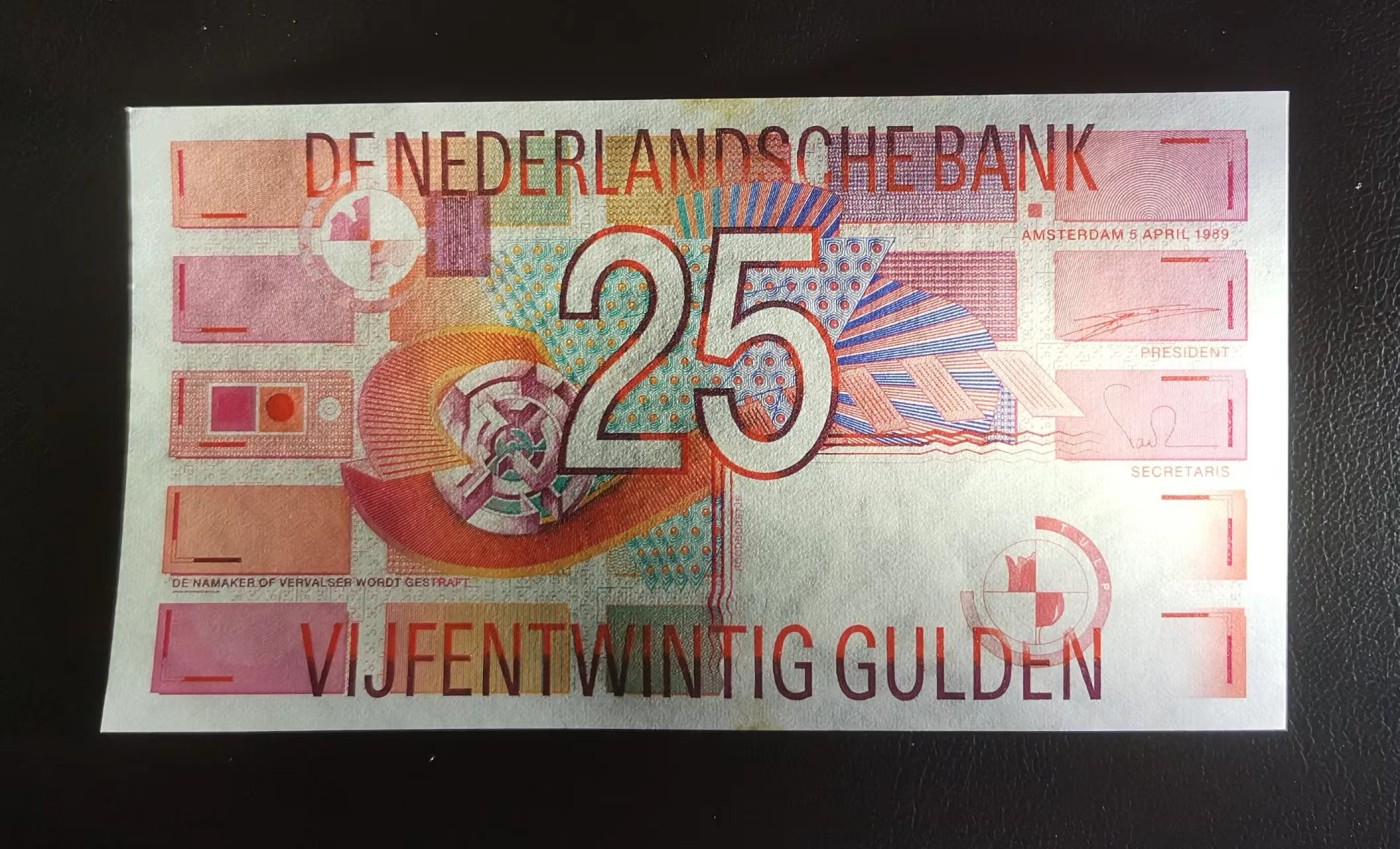 DE NEDERLANDSCHE BANK
AMSTERDAM 5 APRIL 1989
25
PRESIDENT
SECRETARIS
TULP
DE NAMAKER OF VERVALSER WORDT GESTRAFT
VIJFENTWINTIG GULDEN